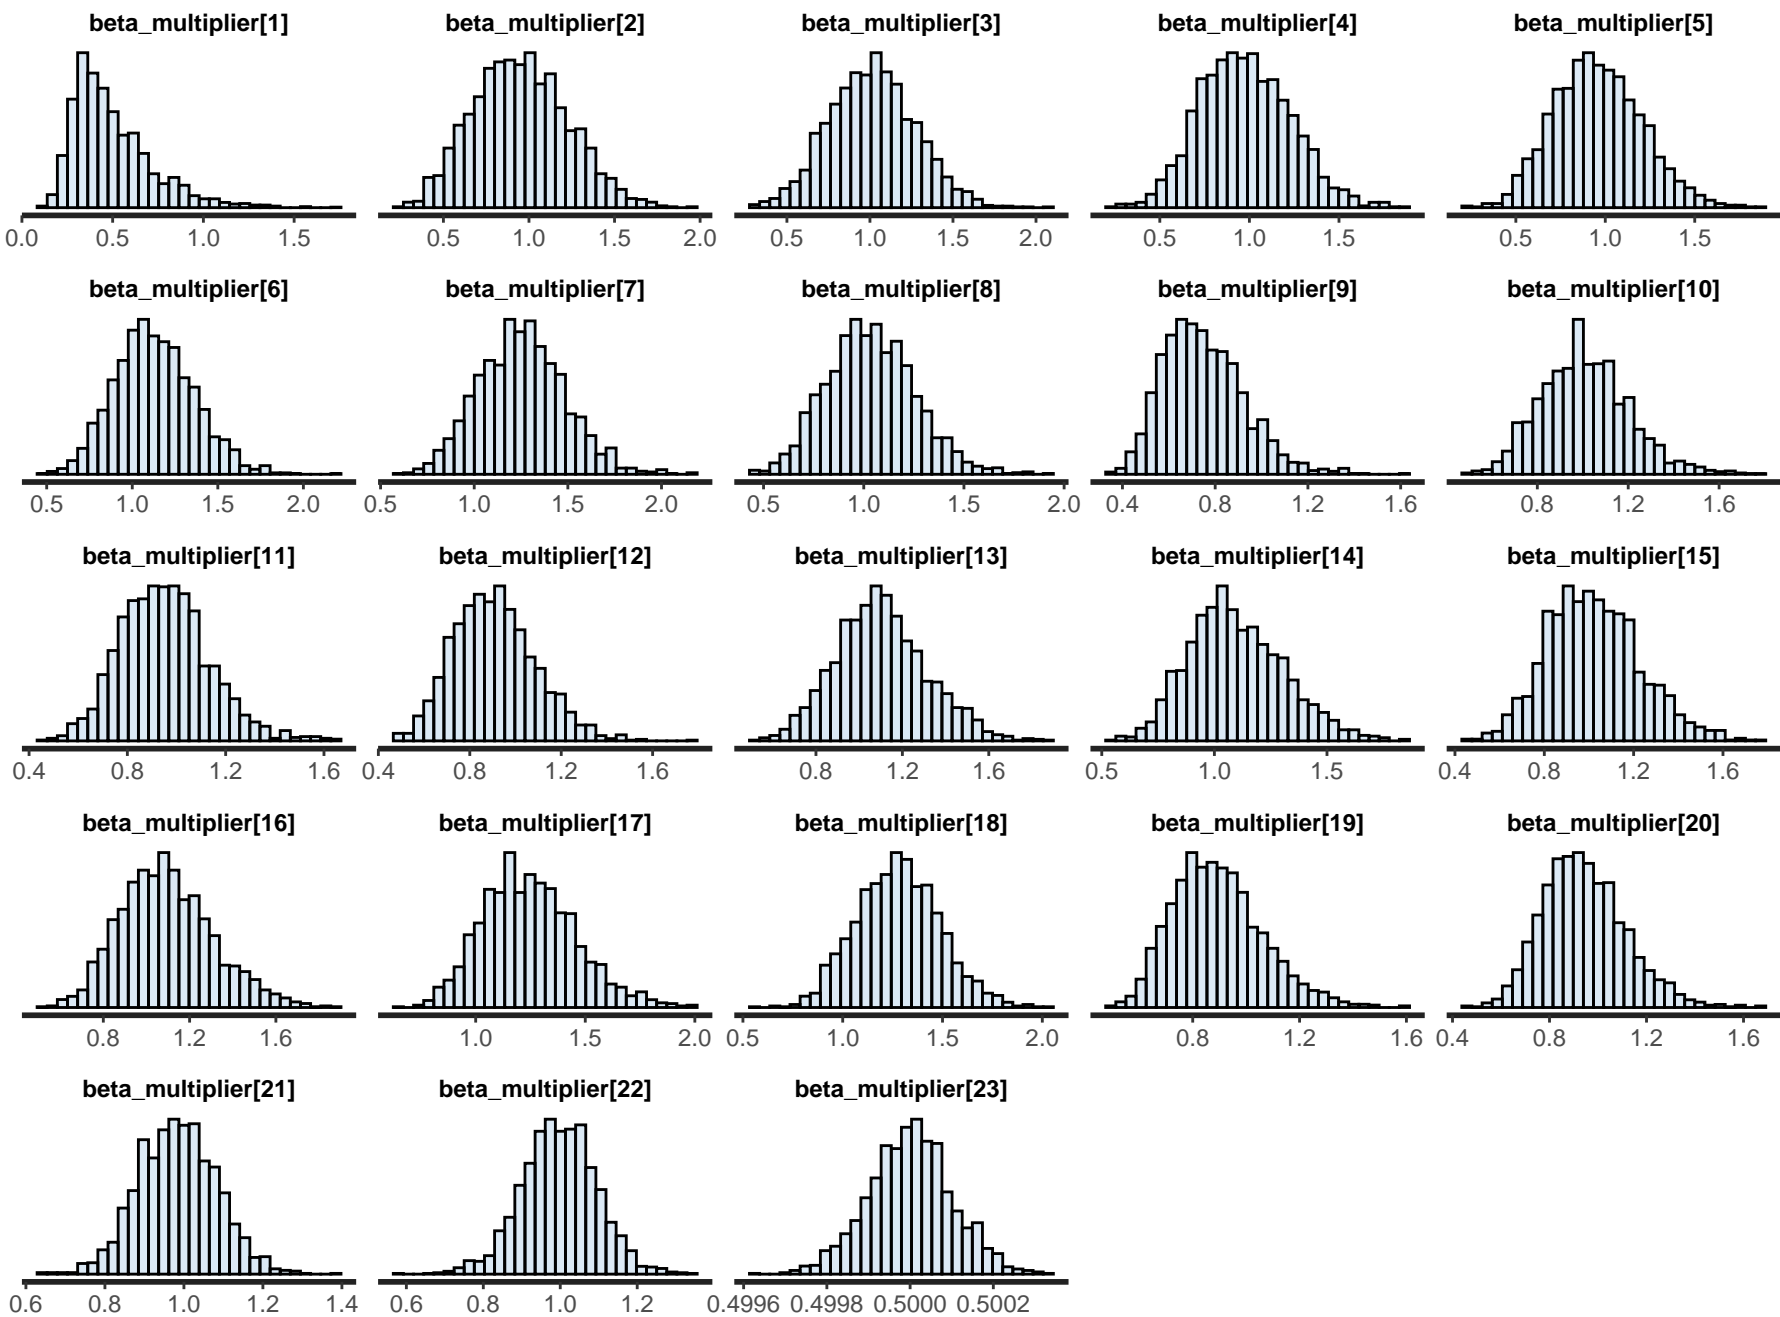 beta_multiplier[1] beta_multiplier[2] beta_multiplier[3] beta_multiplier[4] beta_multiplier[5]
0.0 0.5 1.0 1.5 0.5 1.0 1.5 2.0 0.5 1.0 1.5 2.0 0.5 1.0 1.5 0.5 1.0 1.5
beta_multiplier[6] beta_multiplier[7] beta_multiplier[8] beta_multiplier[9] beta_multiplier[10]
0.5 1.0 1.5 2.0 0.5 1.0 1.5 2.0 0.5 1.0 1.5 2.0 0.4 0.8 1.2 1.6 0.8 1.2 1.6
beta_multiplier[11] beta_multiplier[12] beta_multiplier[13] beta_multiplier[14] beta_multiplier[15]
0.4 0.8 1.2 1.6 0.4 0.8 1.2 1.6 0.8 1.2 1.6 0.5 1.0 1.5 0.4 0.8 1.2 1.6
beta_multiplier[16] beta_multiplier[17] beta_multiplier[18] beta_multiplier[19] beta_multiplier[20]
0.8 1.2 1.6 1.0 1.5 2.0 0.5 1.0 1.5 2.0 0.8 1.2 1.6 0.4 0.8 1.2 1.6
beta_multiplier[21] beta_multiplier[22] beta_multiplier[23]
0.6 0.8 1.0 1.2 1.4 0.6 0.8 1.0 1.2 0.4996 0.4998 0.5000 0.5002